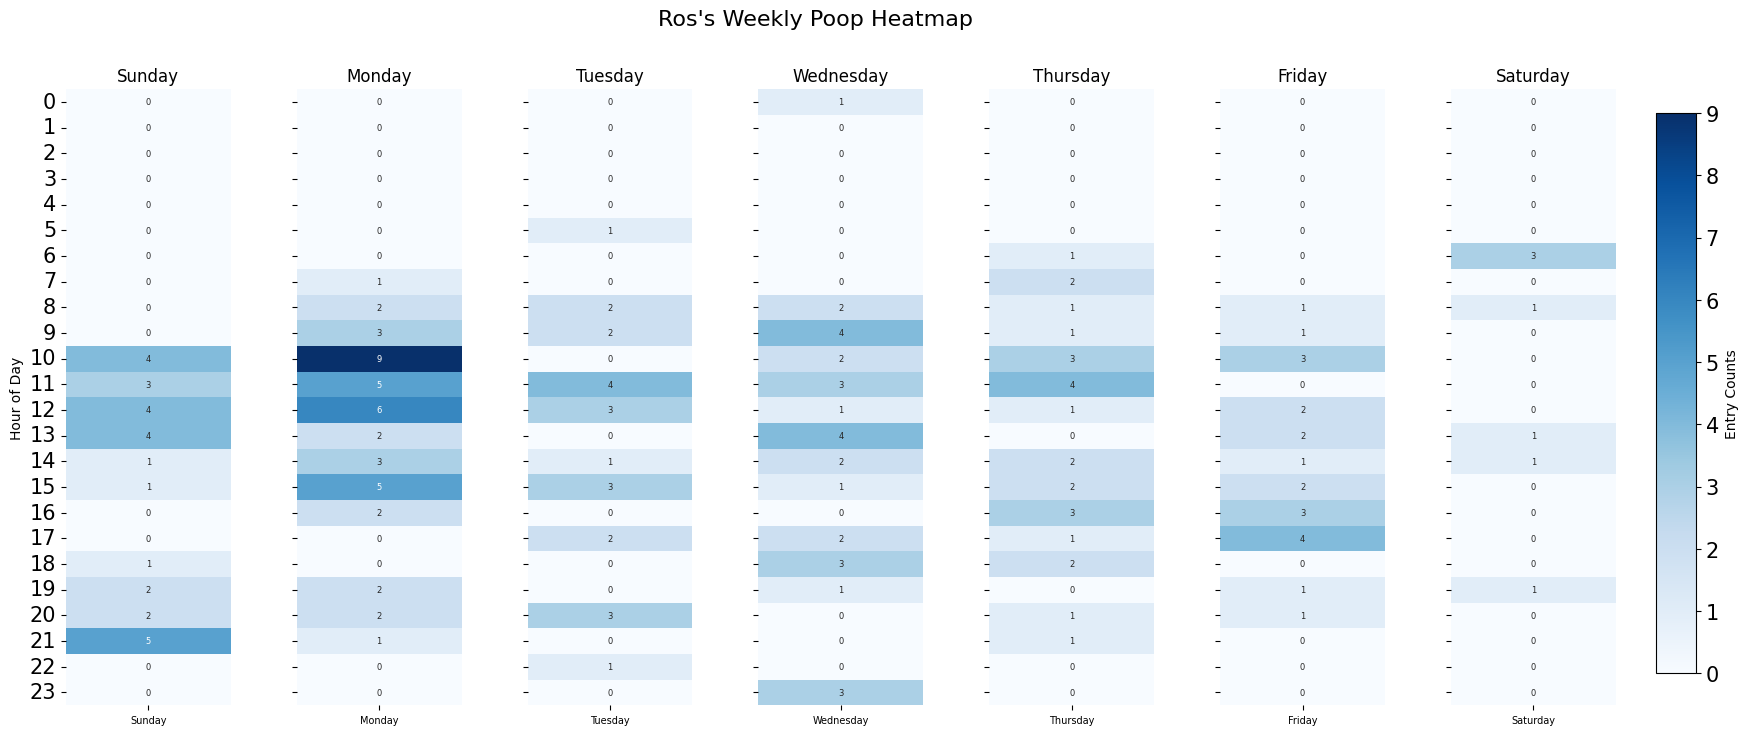 Ros's Weekly Poop Heatmap
Sunday Monday Tuesday Wednesday Thursday Friday Saturday
0 0 0 0 1 0 0 0
1 0 0 0 0 0 0 0
2 0 0 0 0 0 0 0
3 0 0 0 0 0 0 0
4 0 0 0 0 0 0 0
5 0 0 1 0 0 0 0
6 0 0 0 0 1 0 3
7 0 1 0 0 2 0 0
8 0 2 2 2 1 1 1
9 0 3 2 4 1 1 0
10 4 9 0 2 3 3 0
11 3 5 4 3 4 0 0
12 4 6 3 1 1 2 0
13 4 2 0 4 0 2 1
14 1 3 1 2 2 1 1
15 1 5 3 1 2 2 0
16 0 2 0 0 3 3 0
17 0 0 2 2 1 4 0
18 1 0 0 3 2 0 0
19 2 2 0 1 0 1 1
20 2 2 3 0 1 1 0
21 5 1 0 0 1 0 0
22 0 0 1 0 0 0 0
23 0 0 0 3 0 0 0
Sunday Monday Tuesday Wednesday Thursday Friday Saturday
Hour of Day
9
8
7
6
5
4
3
2
1
0
Entry Counts